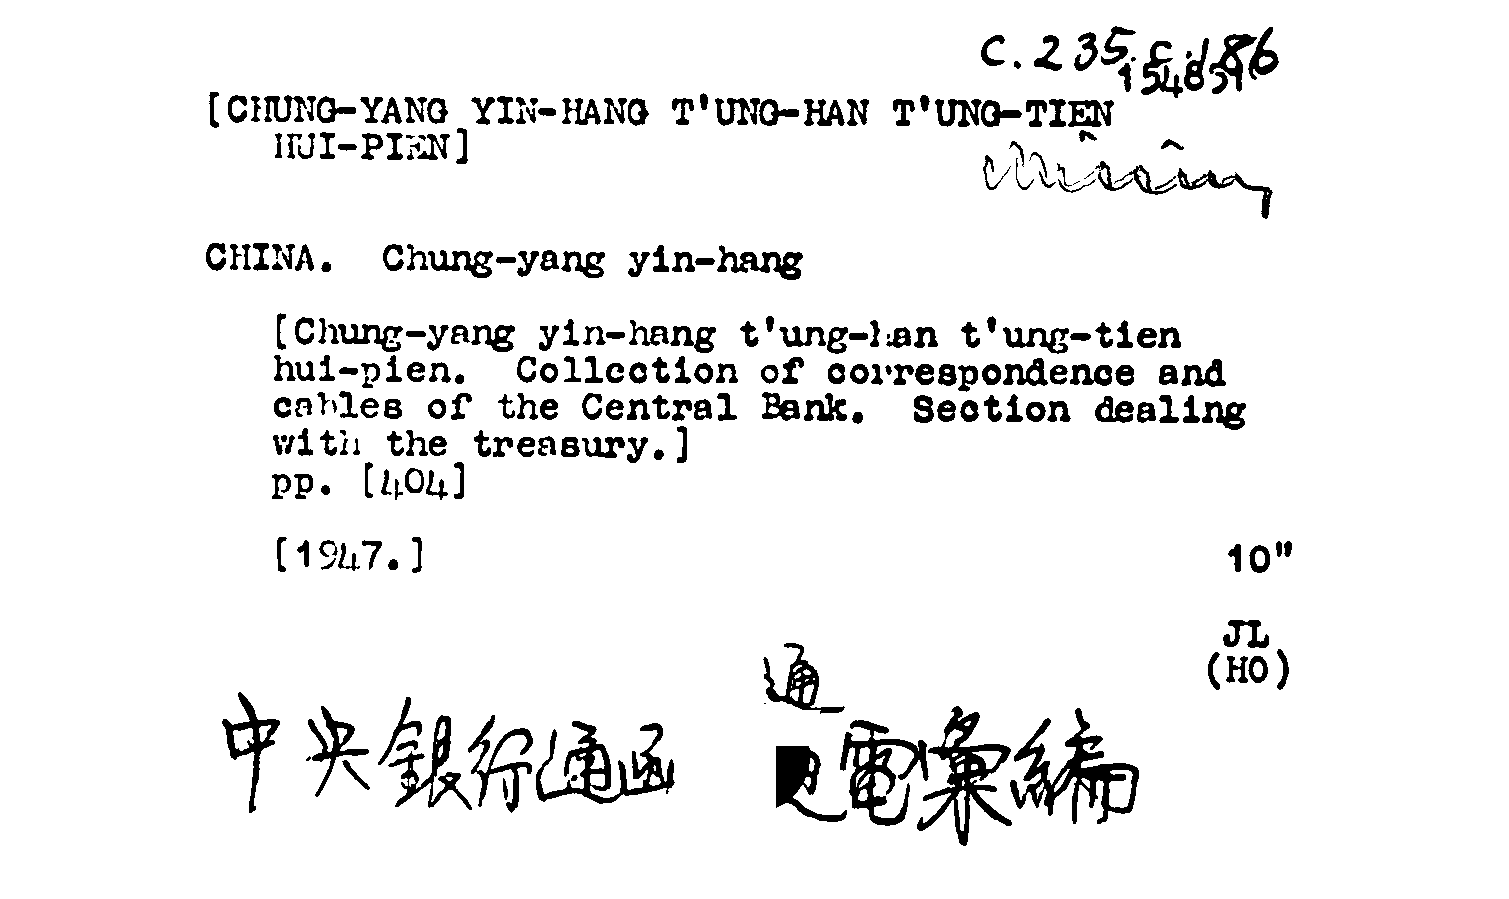 C.235.c.186
[CHUNG-YANG YIN-HANG T'UNG-HAN T'UNG-TIEN
HUI-PIEN]
CHINA. Chung-yang yin-hang
[Chung-yang yin-hang t'ung-han t'ung-tien
hui-pien. Collection of correspondence and
cables of the Central Bank. Section dealing
with the treasury.]
pp. [404]
[1947.] 10"
JL
(HO)
通
中央銀行通函 電彙編